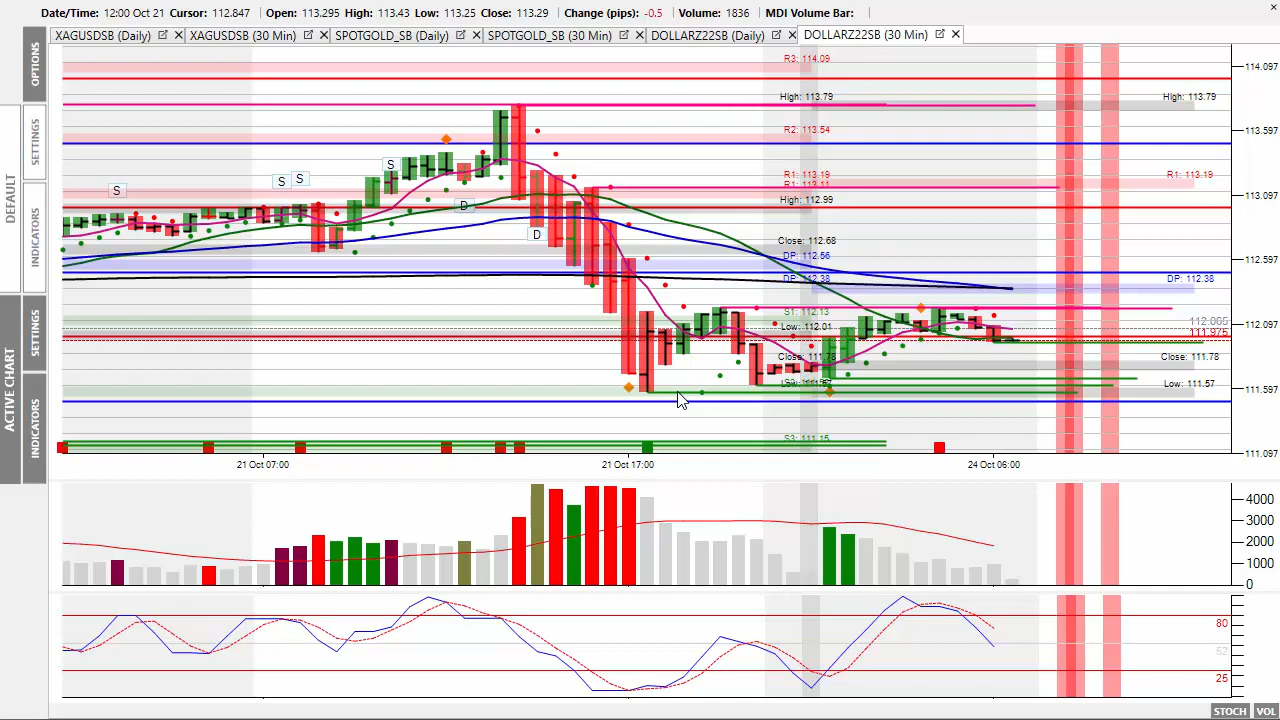 Date/Time: 12:00 Oct 21 Cursor: 112.847 Open: 113.295 High: 113.43 Low: 113.25 Close: 113.29 Change (pips): -0.5 Volume: 1836 MDI Volume Bar:
XAGUSDSB (Daily) XAGUSDSB (30 Min) SPOTGOLD_SB (Daily) SPOTGOLD_SB (30 Min) DOLLARZ22SB (Daily) DOLLARZ22SB (30 Min)
OPTIONS
SETTINGS
DEFAULT
INDICATORS
SETTINGS
ACTIVE CHART
INDICATORS
R3: 114.09
114.097
High: 113.79
High: 113.79
R2: 113.54
113.597
S
S
S
S
R1: 113.19
R1: 113.19
R1: 113.11
113.097
High: 112.99
D
D
Close: 112.68
DP: 112.56
112.597
DP: 112.38
DP: 112.38
S1: 112.13
112.065
112.097
Low: 112.01
111.975
Close: 111.78
Close: 111.78
Low: 111.57
Low: 111.57
111.597
S3: 111.15
111.097
21 Oct 07:00
21 Oct 17:00
24 Oct 06:00
4000
3000
2000
1000
0
80
52
25
STOCH VOL